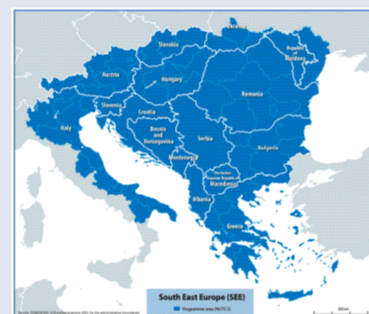 Ukraine
Slovakia
Republic
of
Moldova
Austria
Hungary
Romania
Slovenia
Croatia
Italy
Bosnia
and
Herzegovina
Serbia
Montenegro
Bulgaria
The former
Yugoslav Republic of
Macedonia
Albania
Greece
South East Europe (SEE)
Programme area (NUTS 2)